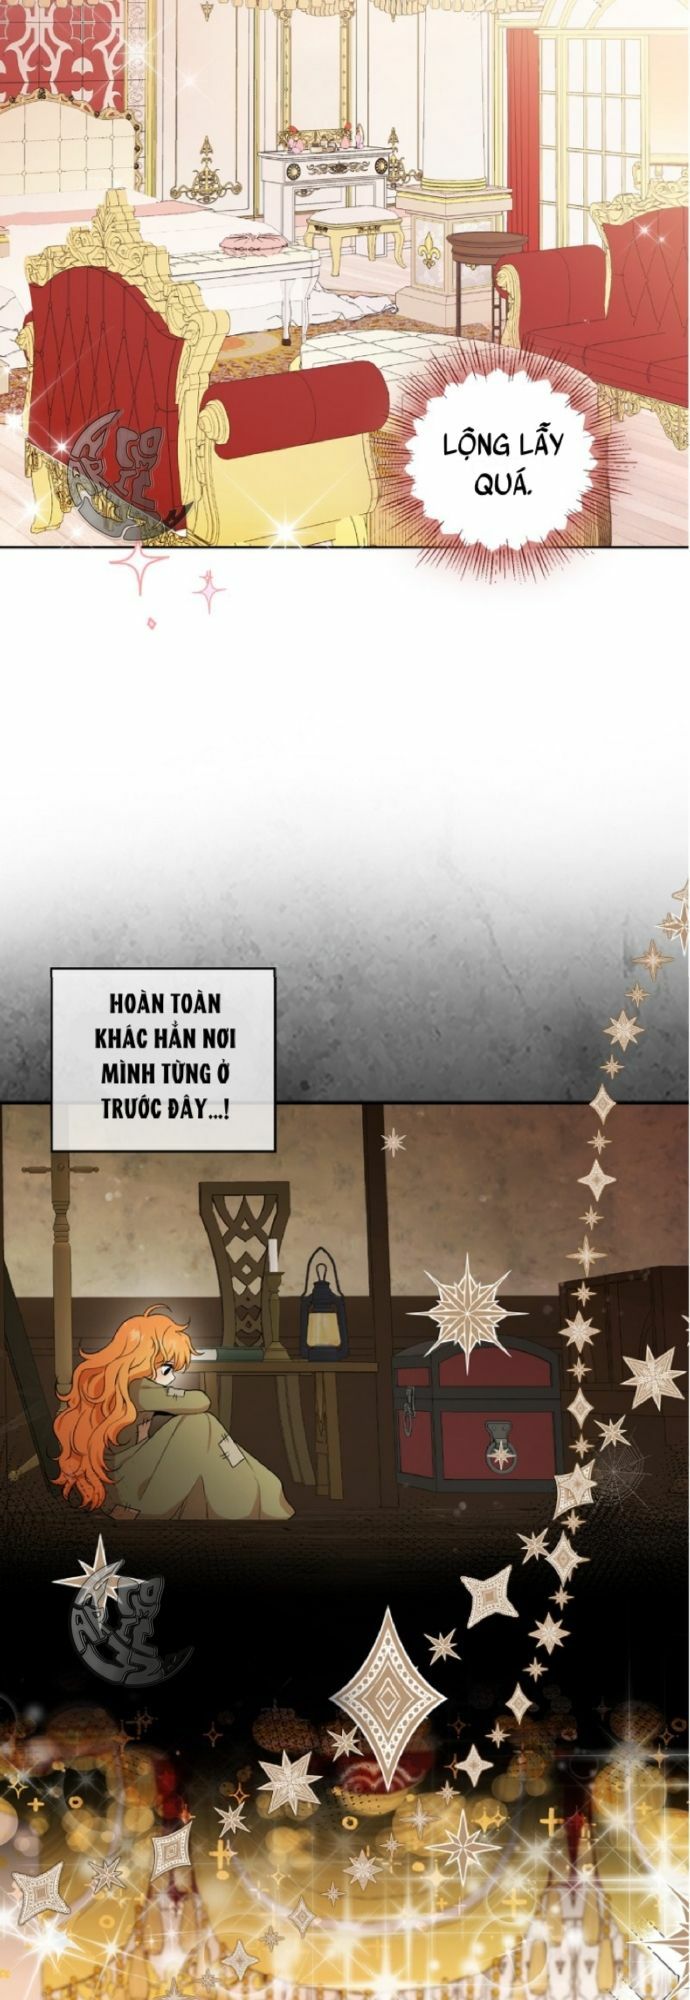 LỘNG LẪY
QUÁ.
HOÀN TOÀN
KHÁC HẲN NƠI
MÌNH TỪNG Ở
TRƯỚC ĐÂY...!